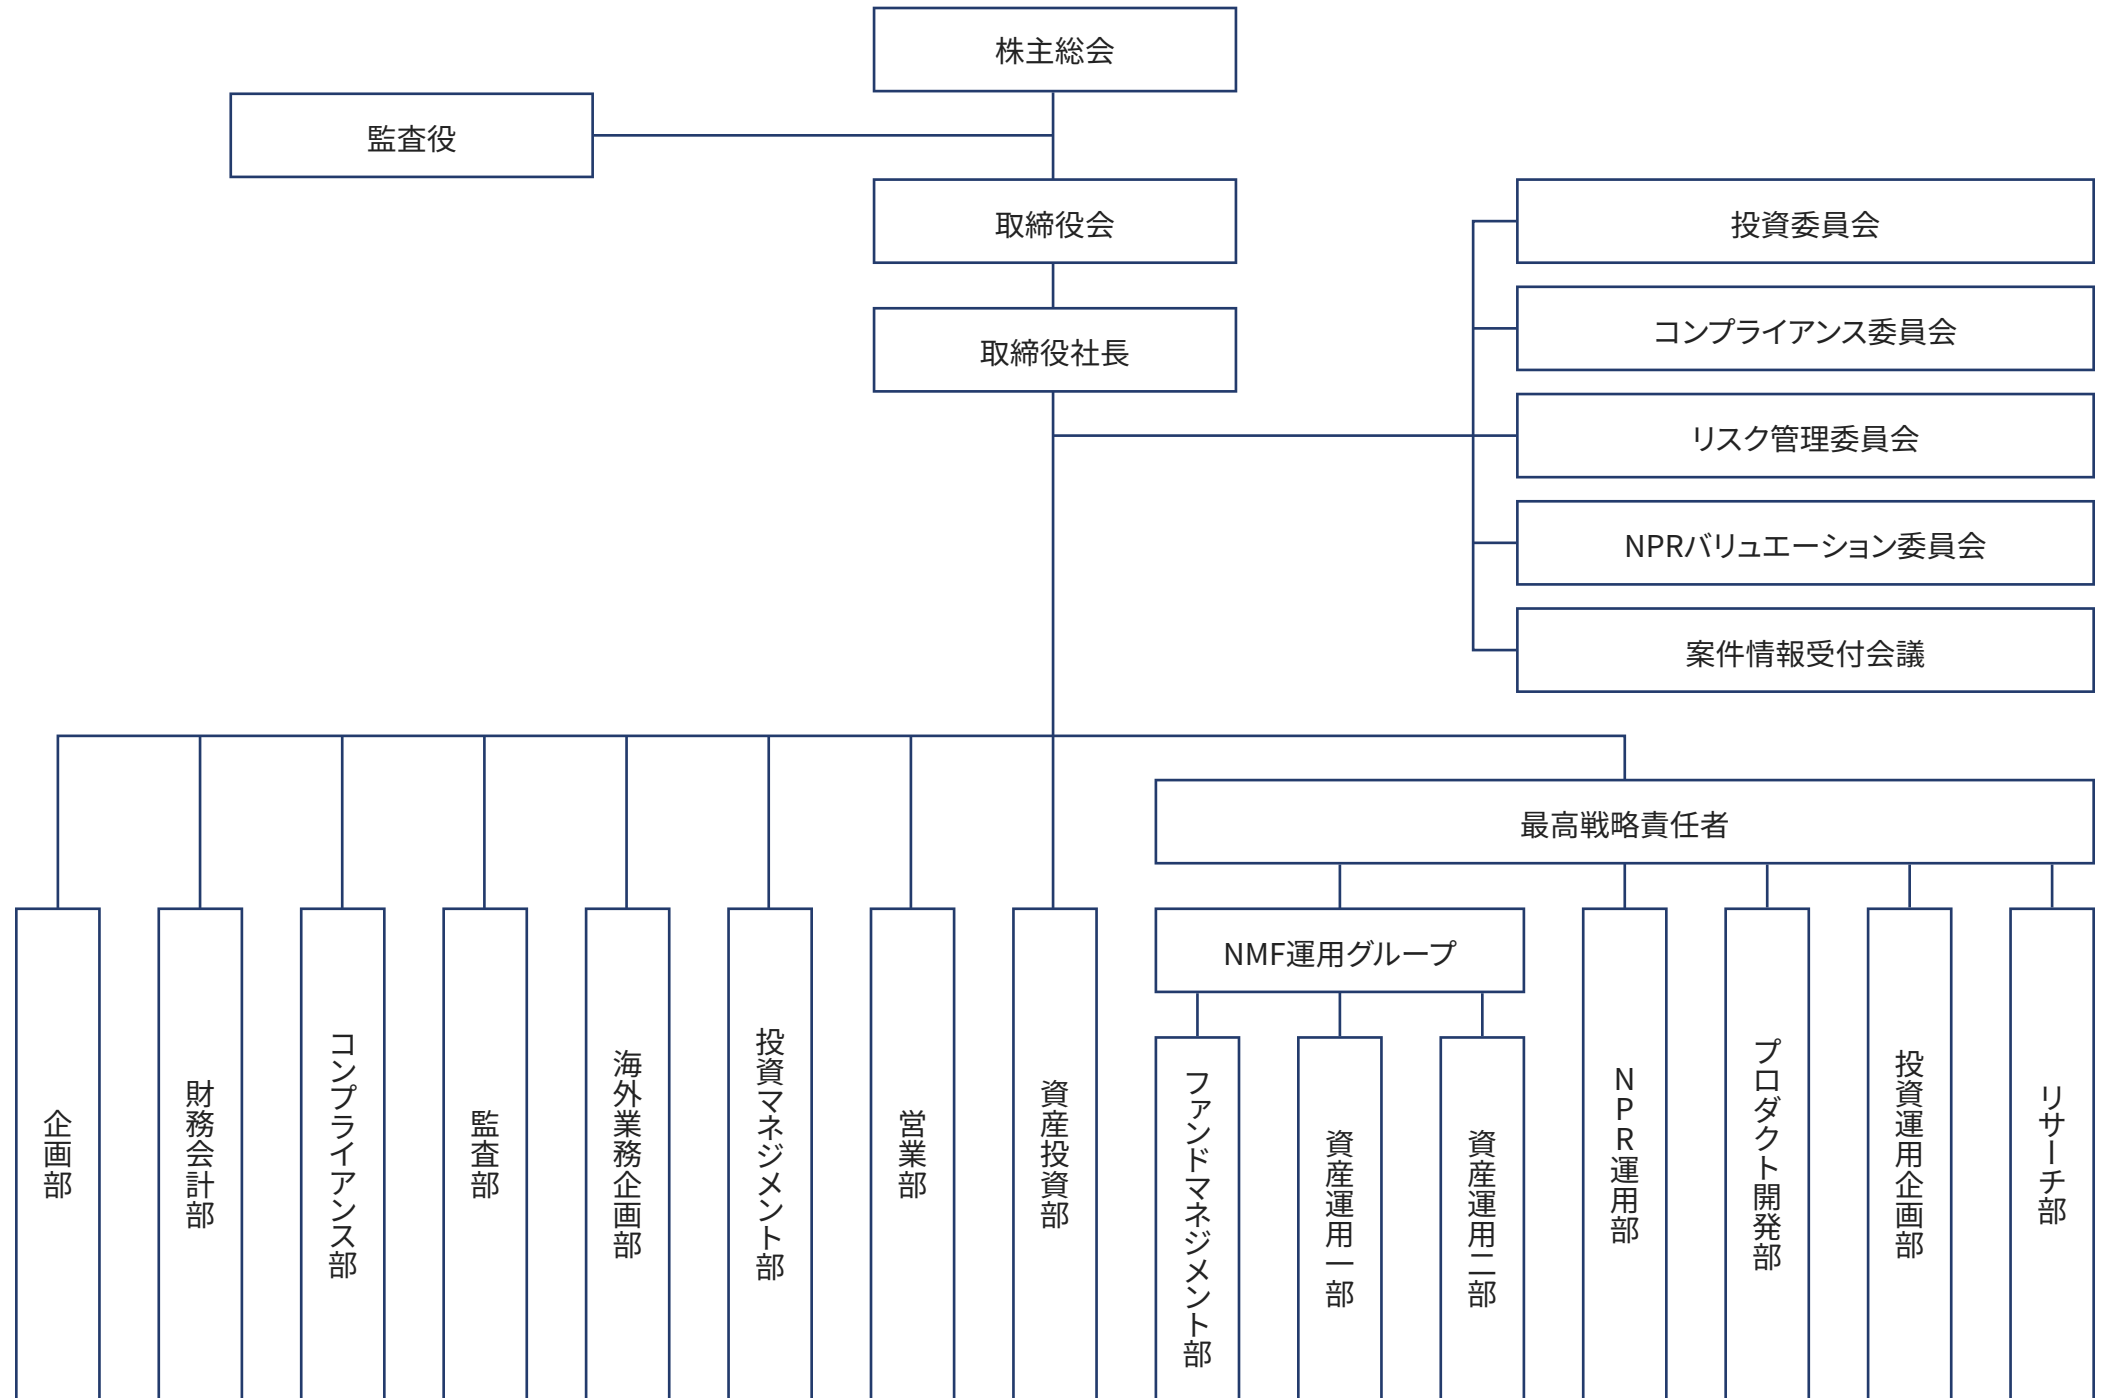 株主総会
監査役
取締役会
取締役社長
投資委員会
コンプライアンス委員会
リスク管理委員会
NPRバリュエーション委員会
案件情報受付会議
最高戦略責任者
NMF運用グループ
企画部
財務会計部
コンプライアンス部
監査部
海外業務企画部
投資マネジメント部
営業部
資産投資部
ファンドマネジメント部
資産運用一部
資産運用二部
NPR運用部
プロダクト開発部
投資運用企画部
リサーチ部